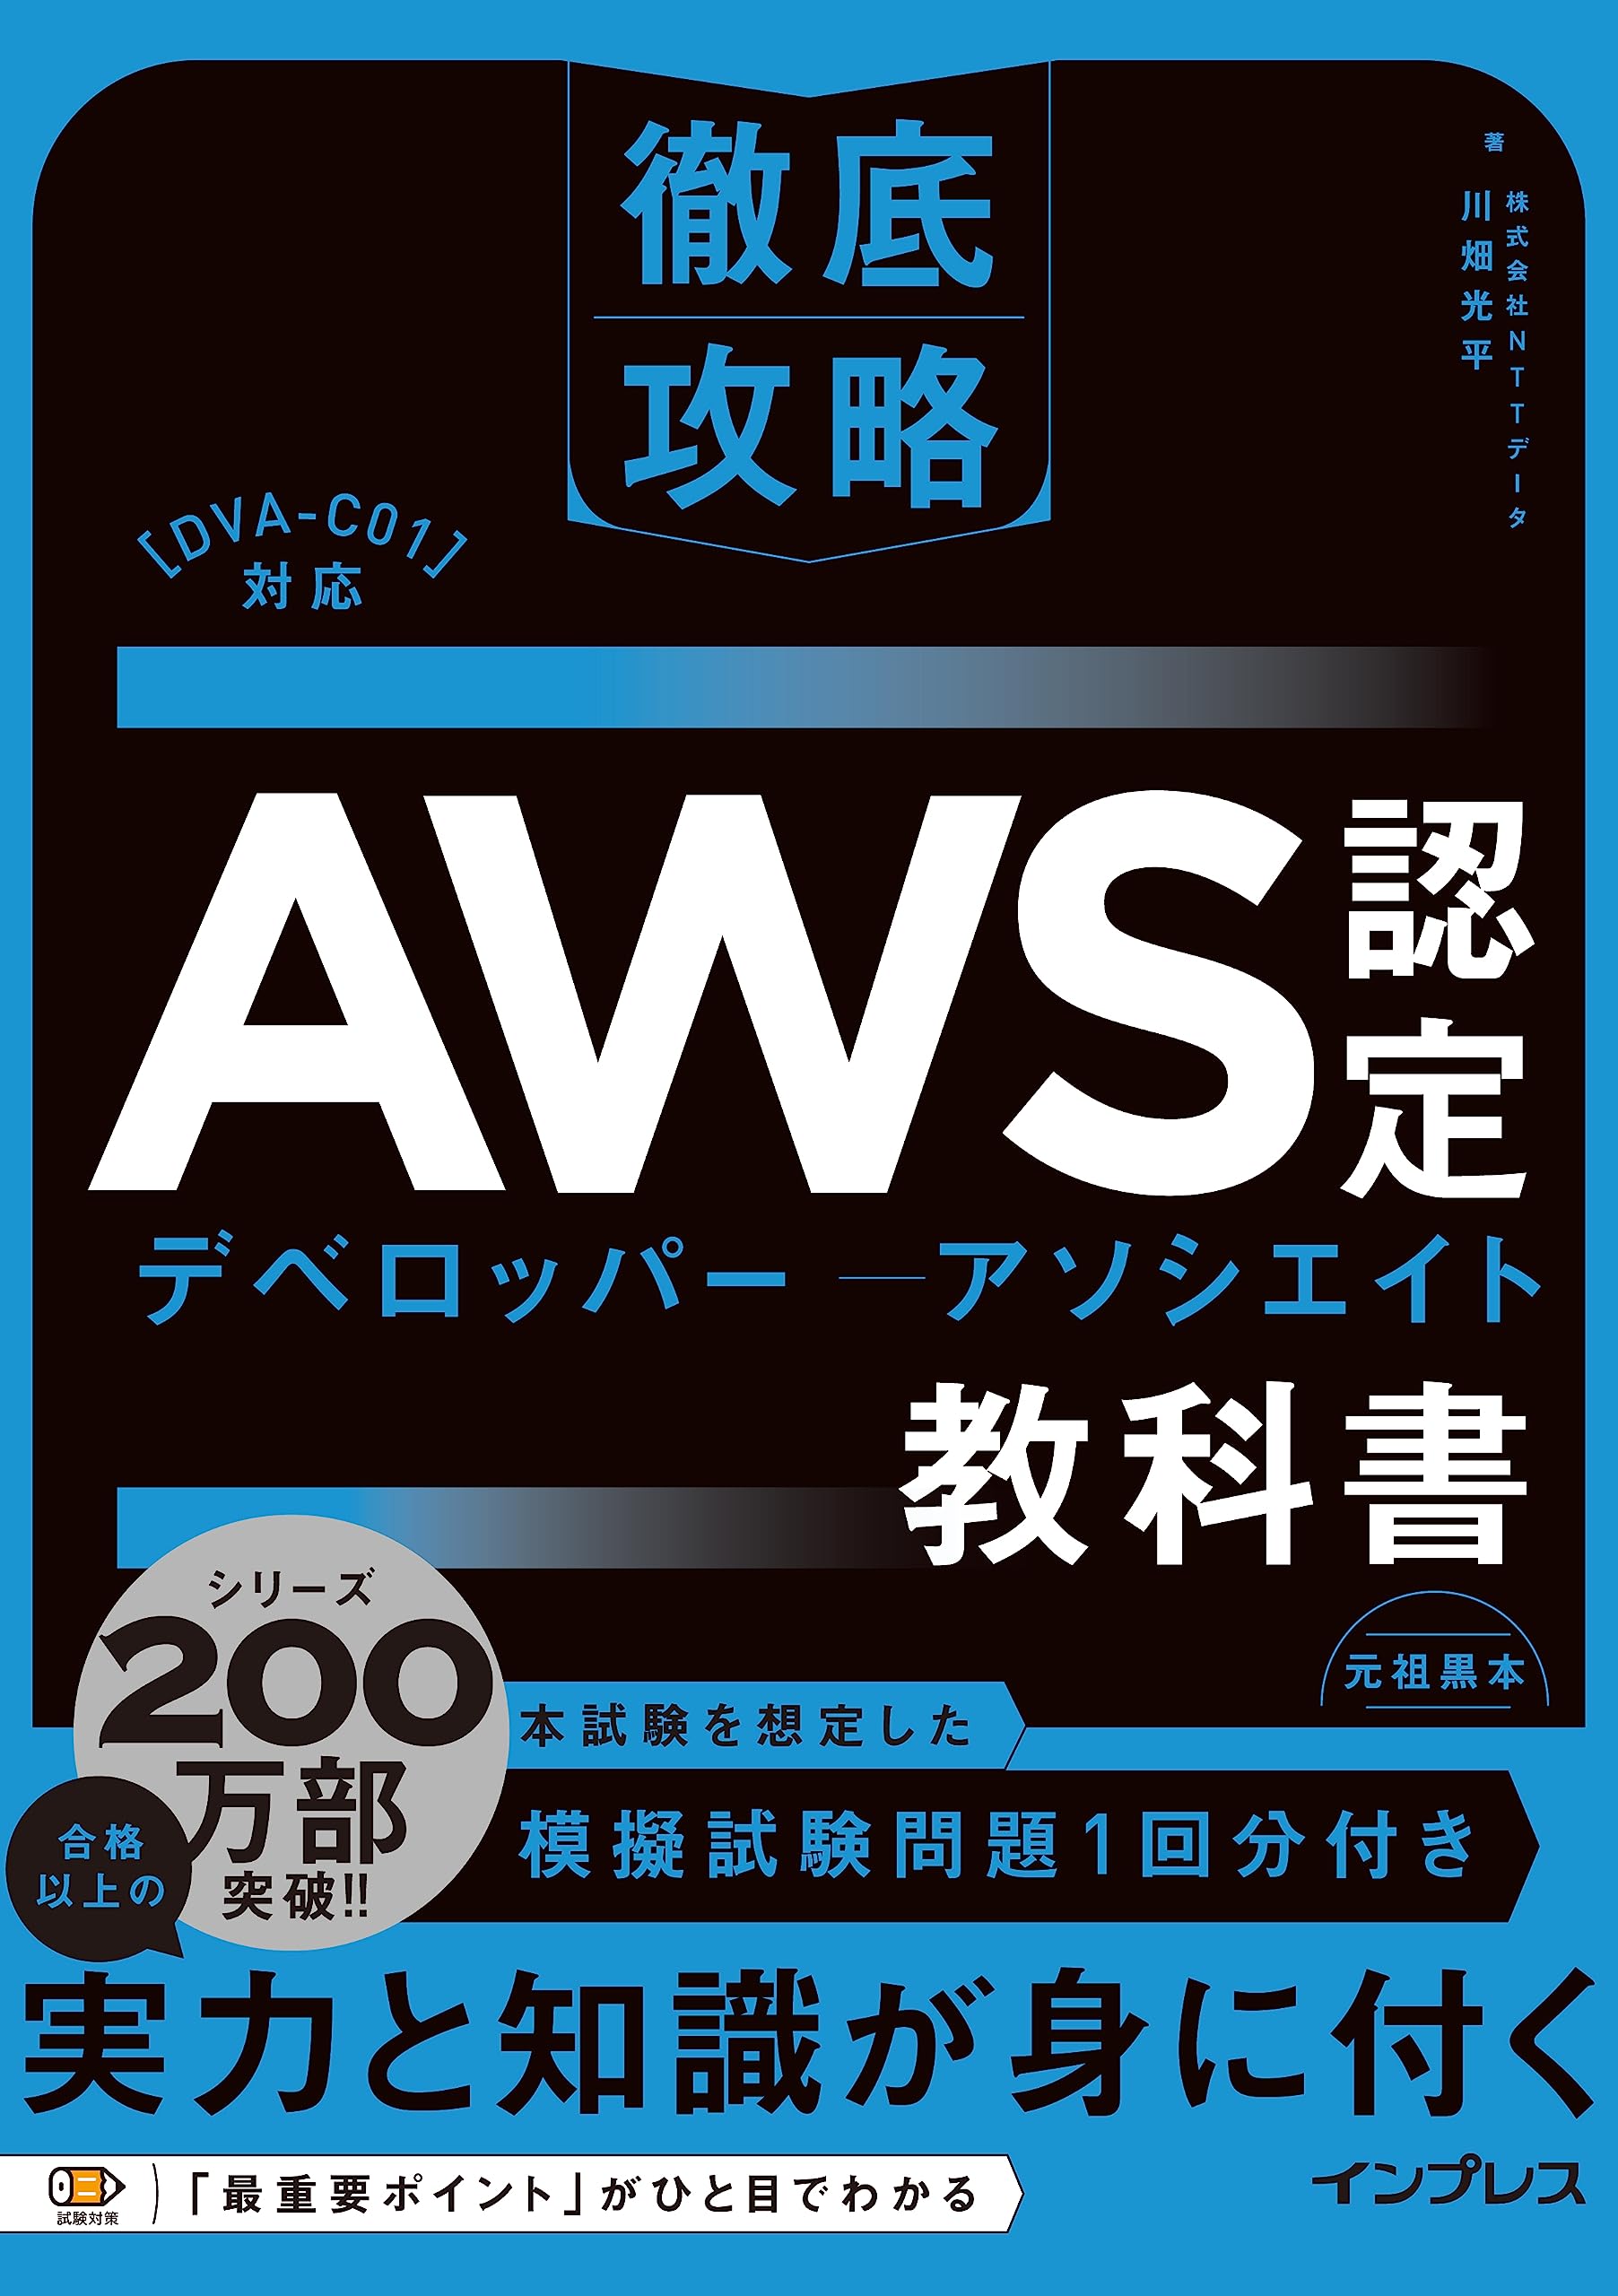 徹底
攻略
著
株式会社NTTデータ
川畑光平
[DVA-C01]
対応
AWS認定
デベロッパー―アソシエイト
教科書
元祖黒本
シリーズ
200
万部
突破!!
合格
以上の
本試験を想定した
模擬試験問題1回分付き
実力と知識が身に付く
試験対策
「最重要ポイント」がひと目でわかる
インプレス